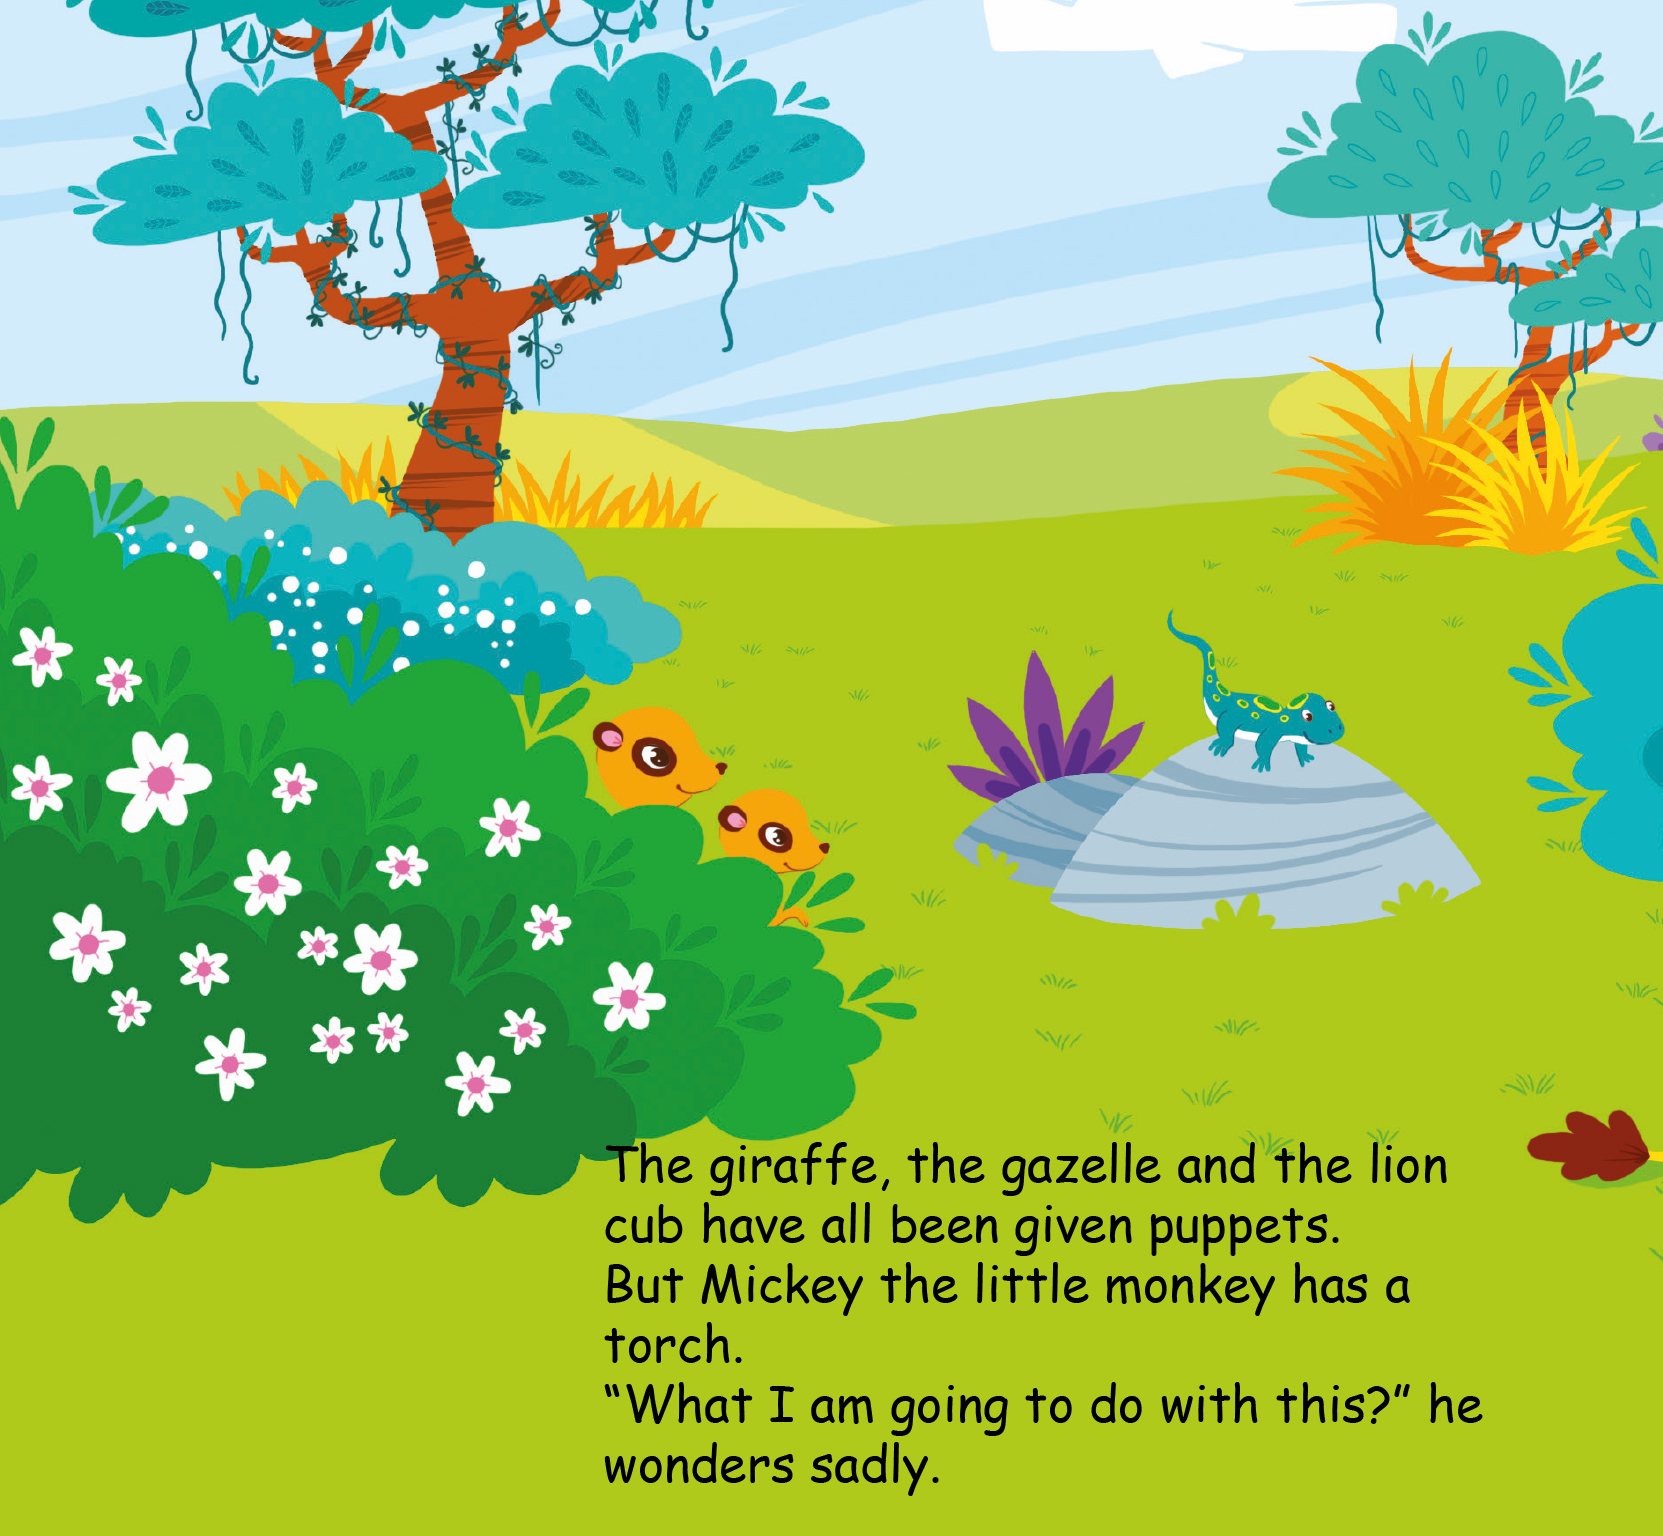 The giraffe, the gazelle and the lion
cub have all been given puppets.
But Mickey the little monkey has a
torch.
“What I am going to do with this?” he
wonders sadly.